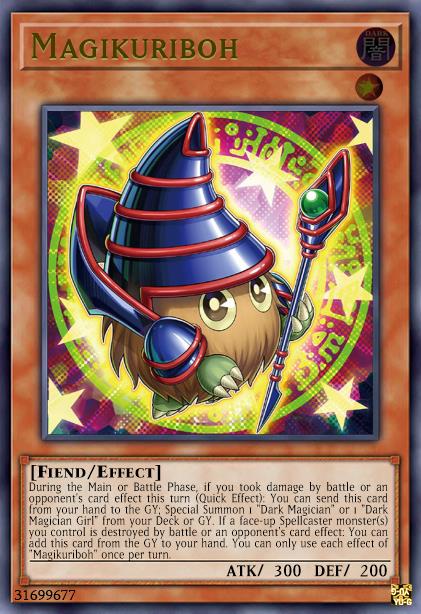 MAGIKURIBOH
DARK
闇
[FIEND/EFFECT]
During the Main or Battle Phase, if you took damage by battle or an
opponent's card effect this turn (Quick Effect): You can send this card
from your hand to the GY; Special Summon 1 "Dark Magician" or 1 "Dark
Magician Girl" from your Deck or GY. If a face-up Spellcaster monster(s)
you control is destroyed by battle or an opponent's card effect: You can
add this card from the GY to your hand. You can only use each effect of
"Magikuriboh" once per turn.
ATK/ 300 DEF/ 200
31699677